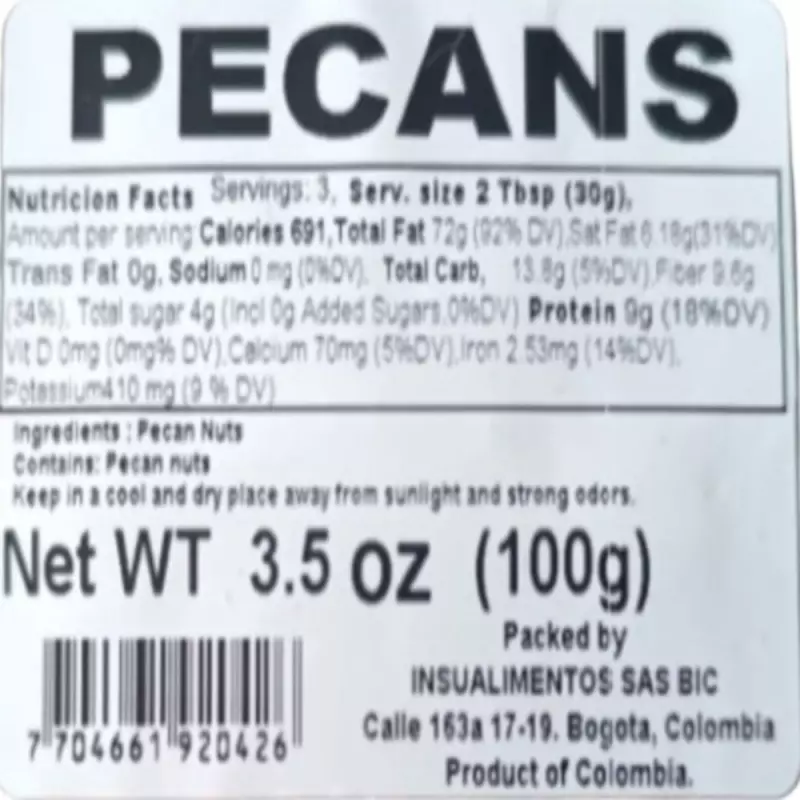 PECANS
Nutricion Facts Servings: 3, Serv. size 2 Tbsp (30g),
Amount per serving Calories 691, Total Fat 72g (92% DV), Sat Fat 6.18g(31%DV)
Trans Fat 0g, Sodium 0 mg (0%DV), Total Carb, 13.8g (5%DV), Fiber 9.6g
(34%), Total sugar 4g (Incl 0g Added Sugars,0%DV) Protein 9g (18%DV)
Vit D 0mg (0mg% DV),Calcium 70mg (5%DV),Iron 2.53mg (14%DV),
Potassium410 mg (9 % DV)
Ingredients : Pecan Nuts
Contains: Pecan nuts
Keep in a cool and dry place away from sunlight and strong odors.
Net WT 3.5 oz (100g)
Packed by
INSUALIMENTOS SAS BIC
Calle 163a 17-19. Bogota, Colombia
Product of Colombia.
7 704661 920426